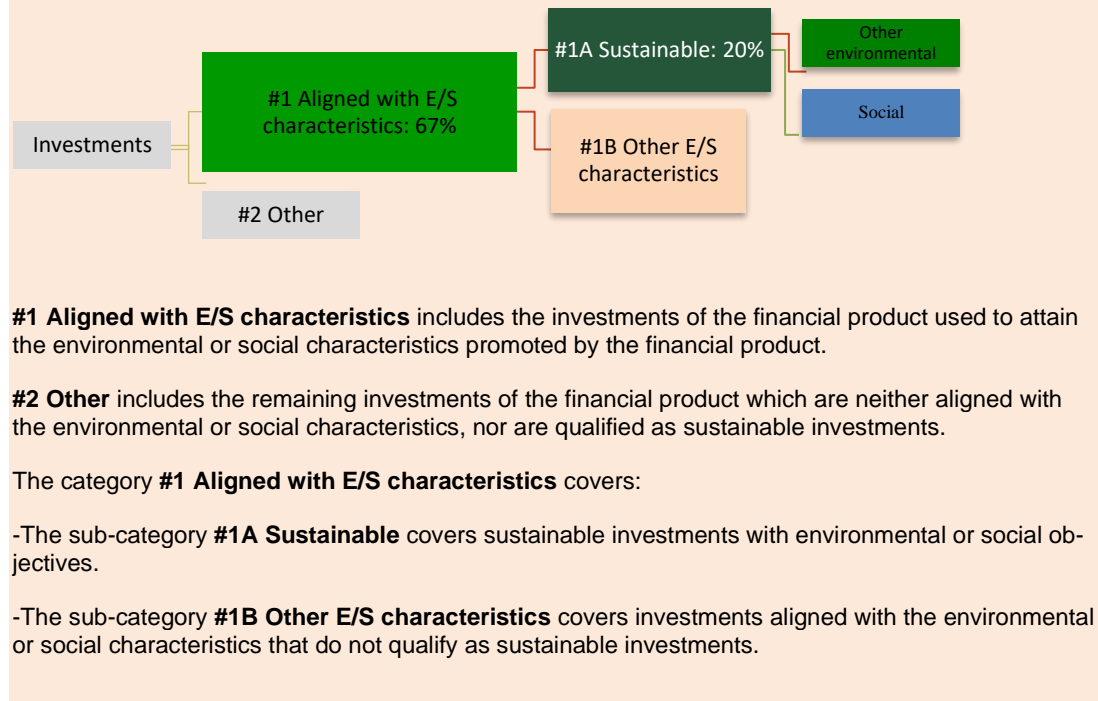 Investments
#1 Aligned with E/S
characteristics: 67%
#2 Other
#1A Sustainable: 20%
#1B Other E/S
characteristics
Other
environmental
Social
#1 Aligned with E/S characteristics includes the investments of the financial product used to attain
the environmental or social characteristics promoted by the financial product.
#2 Other includes the remaining investments of the financial product which are neither aligned with
the environmental or social characteristics, nor are qualified as sustainable investments.
The category #1 Aligned with E/S characteristics covers:
-The sub-category #1A Sustainable covers sustainable investments with environmental or social ob-
jectives.
-The sub-category #1B Other E/S characteristics covers investments aligned with the environmental
or social characteristics that do not qualify as sustainable investments.